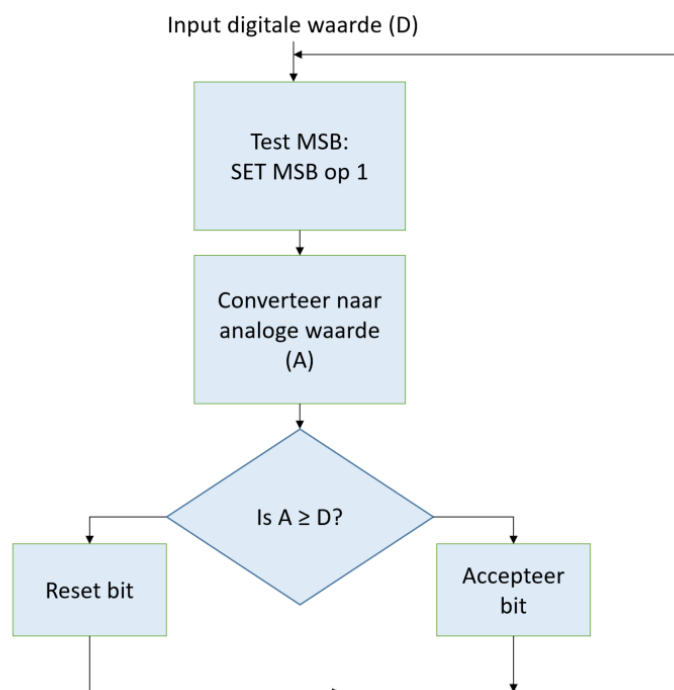 Input digitale waarde (D)
Test MSB:
SET MSB op 1
Converteer naar
analoge waarde
(A)
Is A ≥ D?
Reset bit
Accepteer
bit